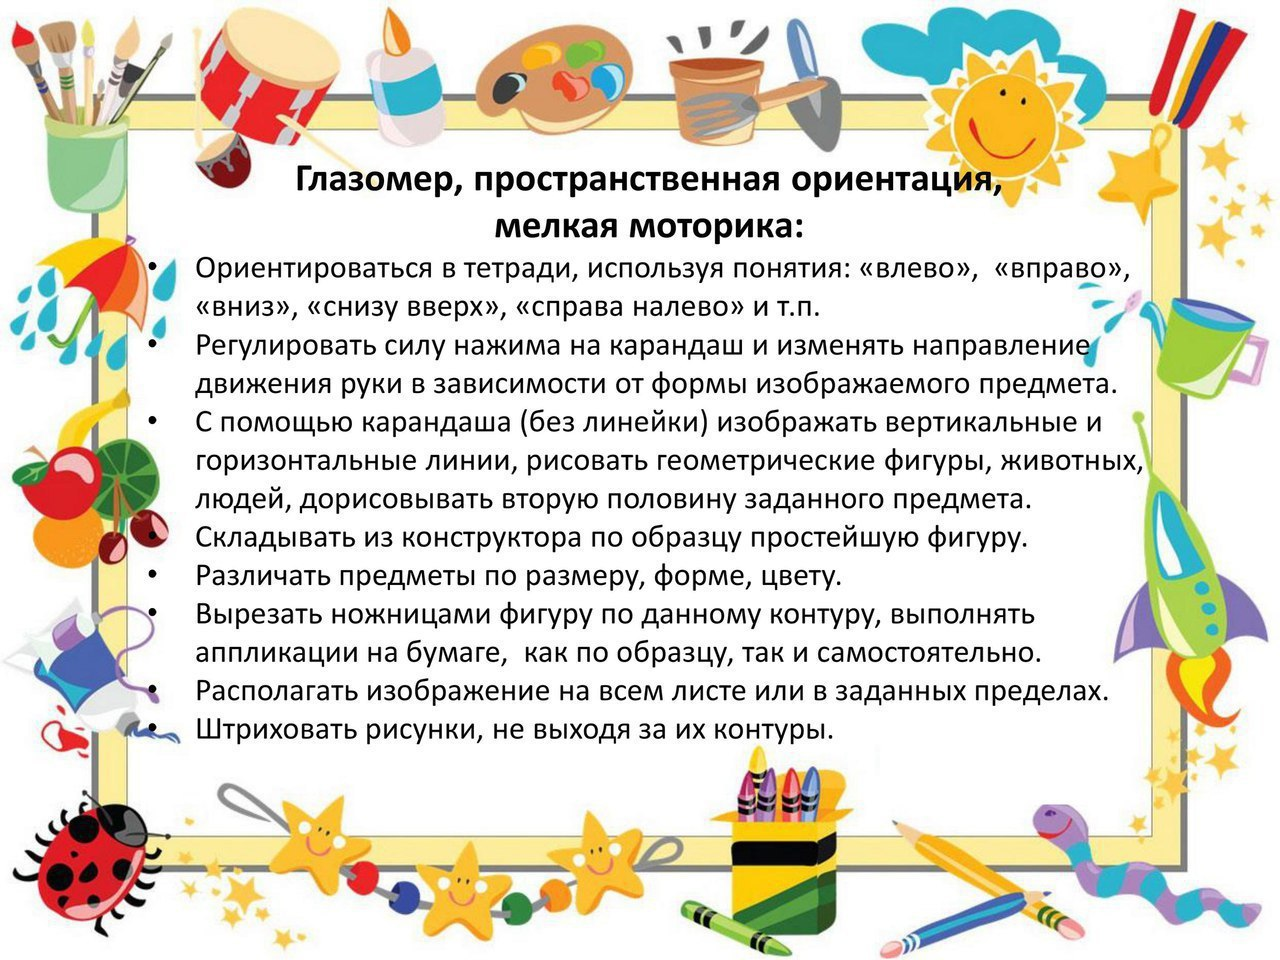 Глазомер, пространственная ориентация,
мелкая моторика:
• Ориентироваться в тетради, используя понятия: «влево»,  «вправо»,
«вниз», «снизу вверх», «справа налево» и т.п.
• Регулировать силу нажима на карандаш и изменять направление
движения руки в зависимости от формы изображаемого предмета.
• С помощью карандаша (без линейки) изображать вертикальные и
горизонтальные линии, рисовать геометрические фигуры, животных,
людей, дорисовывать вторую половину заданного предмета.
• Складывать из конструктора по образцу простейшую фигуру.
• Различать предметы по размеру, форме, цвету.
• Вырезать ножницами фигуру по данному контуру, выполнять
аппликации на бумаге,  как по образцу, так и самостоятельно.
• Располагать изображение на всем листе или в заданных пределах.
• Штриховать рисунки, не выходя за их контуры.